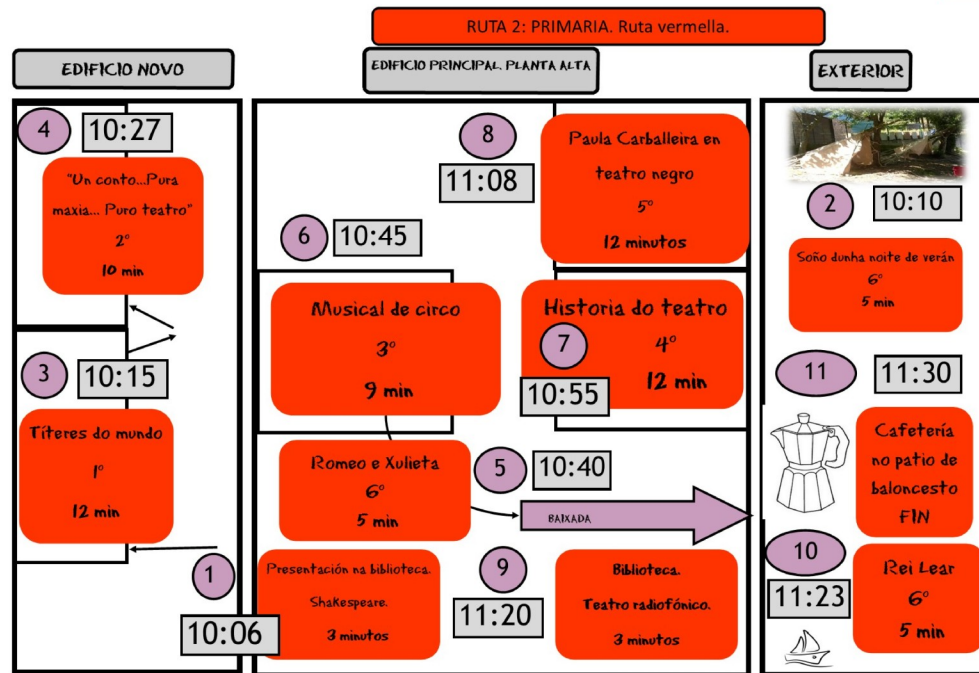 RUTA 2: PRIMARIA. Ruta vermella.
EDIFICIO NOVO
EDIFICIO PRINCIPAL. PLANTA ALTA
EXTERIOR
4
10:27
"Un conto...Pura
maxia... Puro teatro"
2º
10 min
3
10:15
Títeres do mundo
1º
12 min
1
10:06
8
11:08
Paula Carballeira en
teatro negro
5º
12 minutos
6
10:45
Musical de circo
3º
9 min
Historia do teatro
7
4º
10:55
12 min
Romeo e Xulieta
6º
5 min
5
10:40
BAIXADA
Presentación na biblioteca.
Shakespeare.
3 minutos
9
11:20
Biblioteca.
Teatro radiofónico.
3 minutos
2
10:10
Soño dunha noite de verán
6º
5 min
11
11:30
Cafetería
no patio de
baloncesto
FIN
10
11:23
Rei Lear
6º
5 min